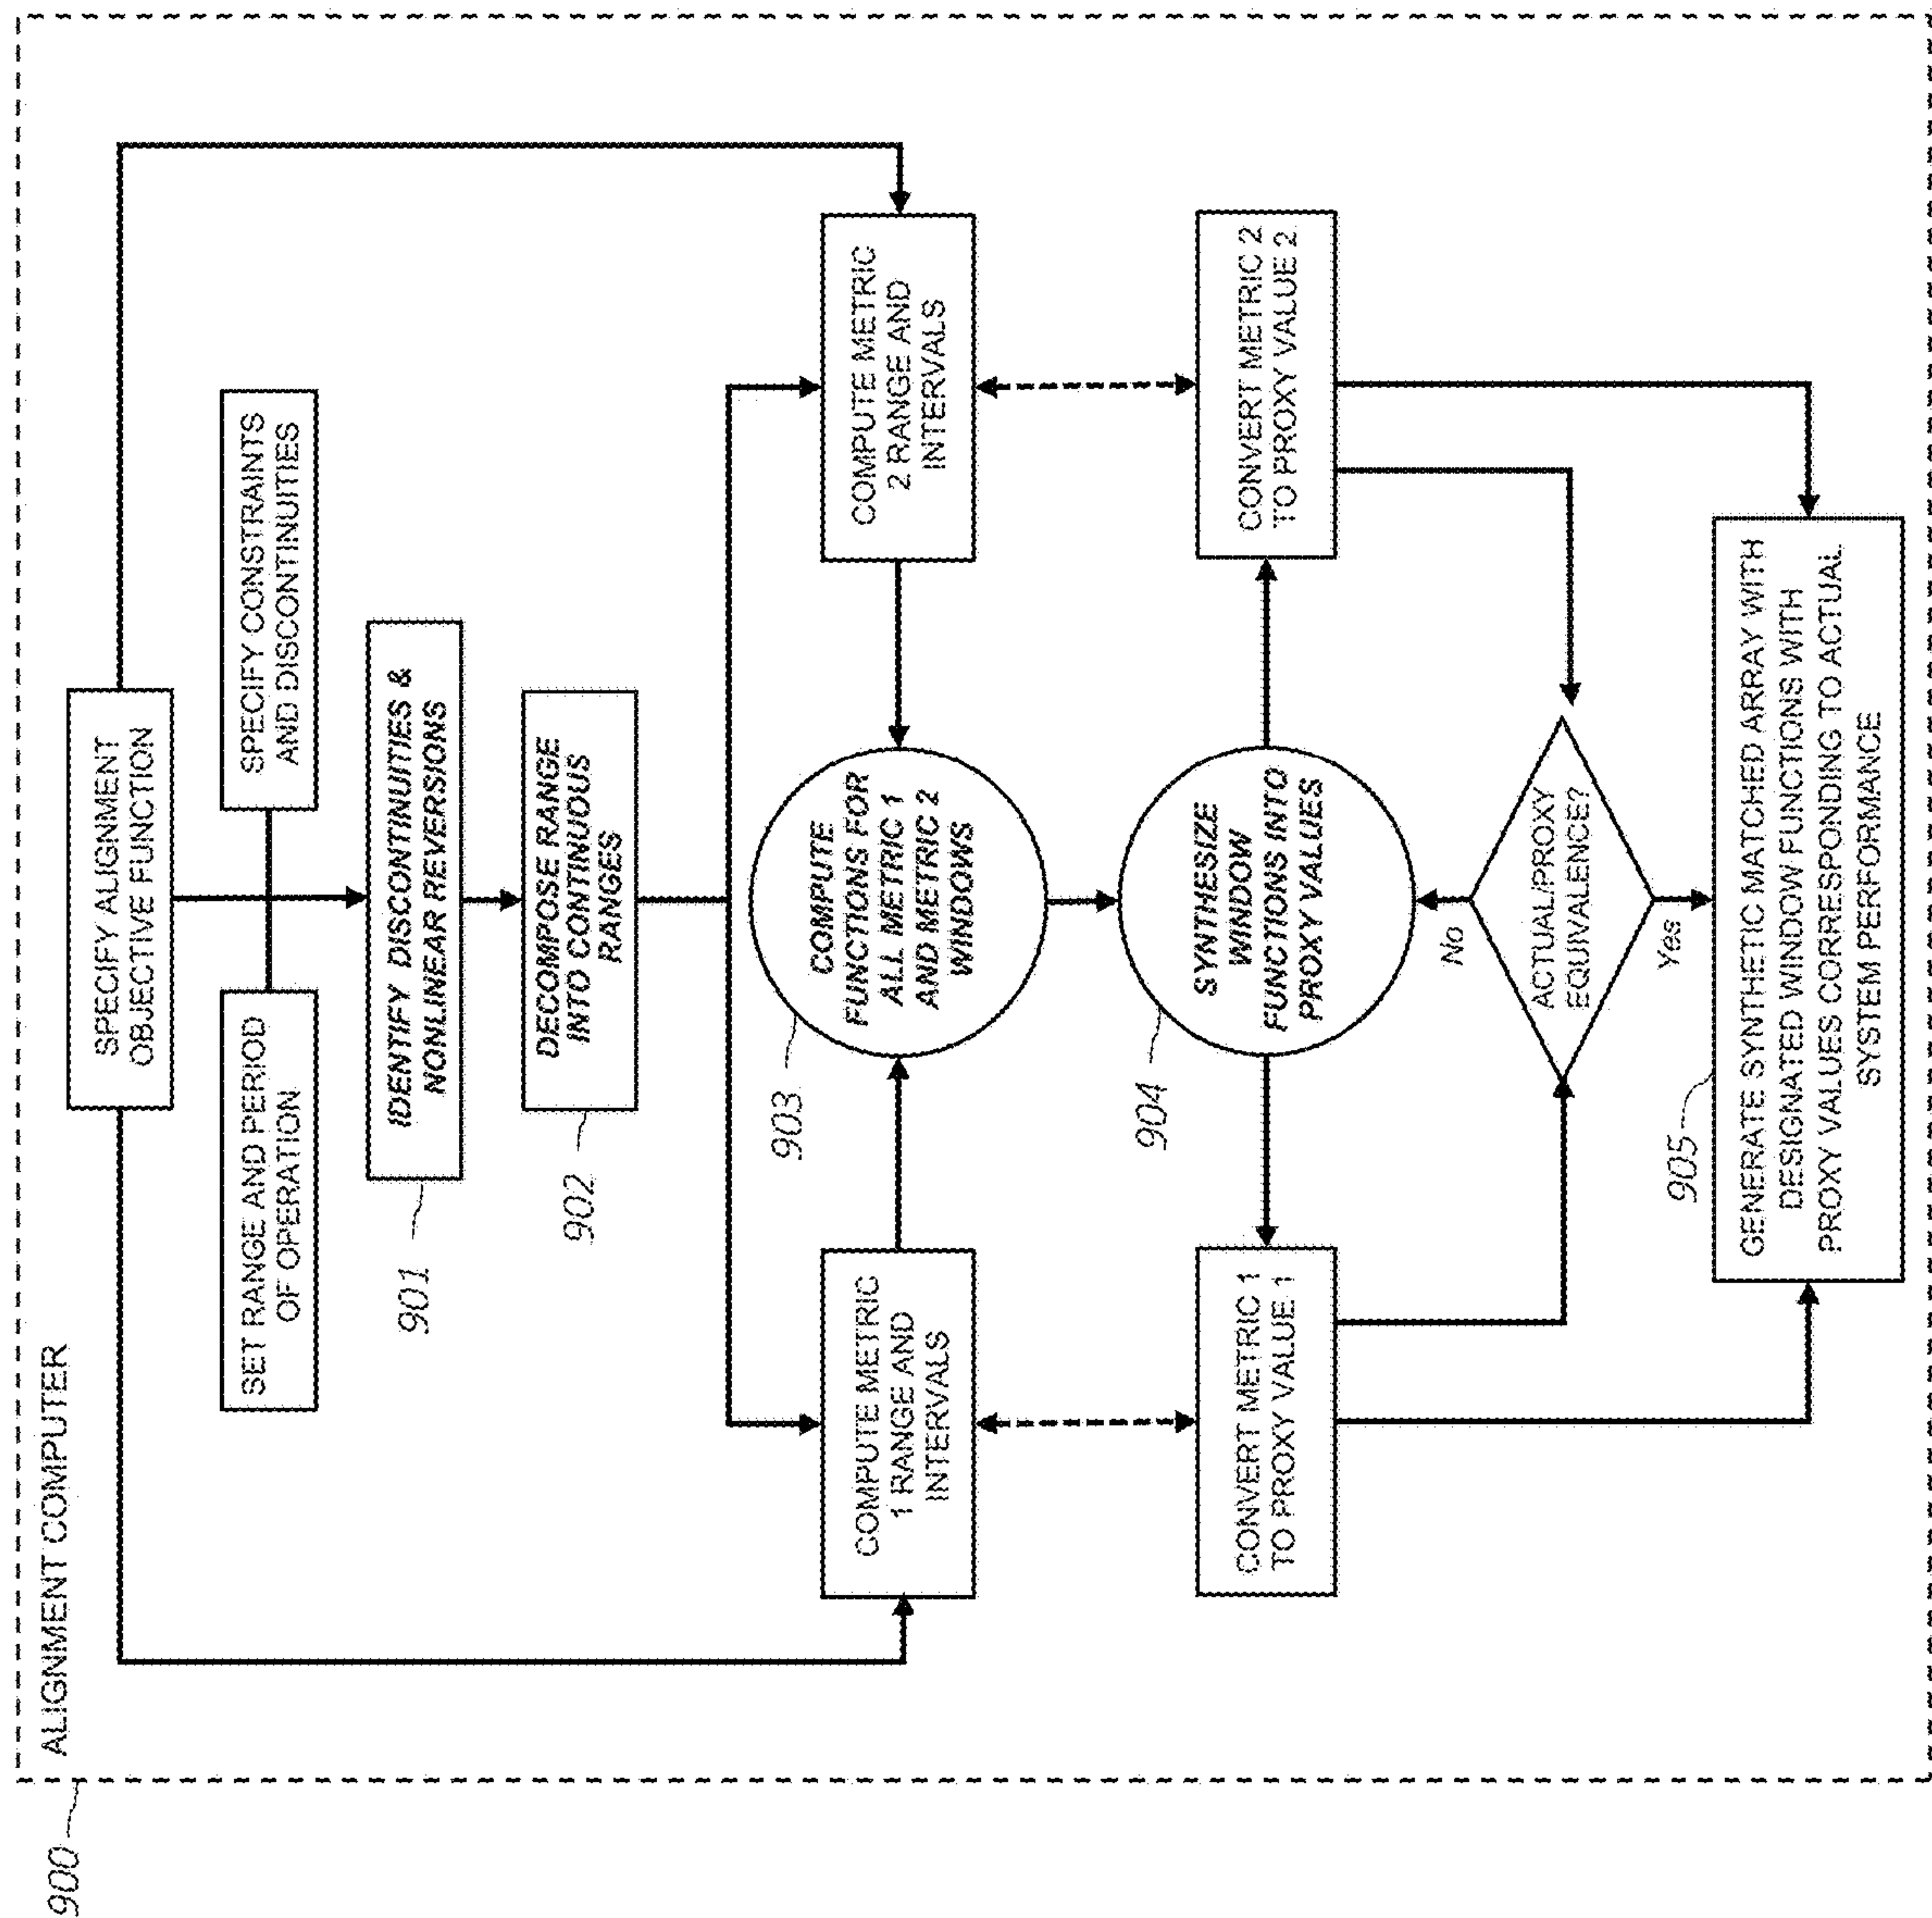 900
ALIGNMENT COMPUTER
SPECIFY ALIGNMENT
OBJECTIVE FUNCTION
SET RANGE AND PERIOD
OF OPERATION
SPECIFY CONSTRAINTS
AND DISCONTINUITIES
901
IDENTIFY DISCONTINUITIES &
NONLINEAR REVERSIONS
902
DECOMPOSE RANGE
INTO CONTINUOUS
RANGES
COMPUTE METRIC
1 RANGE AND
INTERVALS
903
COMPUTE
FUNCTIONS FOR
ALL METRIC 1
AND METRIC 2
WINDOWS
COMPUTE METRIC
2 RANGE AND
INTERVALS
CONVERT METRIC 1
TO PROXY VALUE 1
904
SYNTHESIZE
WINDOW
FUNCTIONS INTO
PROXY VALUES
CONVERT METRIC 2
TO PROXY VALUE 2
No
ACTUAL/PROXY
EQUIVALENCE?
Yes
905
GENERATE SYNTHETIC MATCHED ARRAY WITH
DESIGNATED WINDOW FUNCTIONS WITH
PROXY VALUES CORRESPONDING TO ACTUAL
SYSTEM PERFORMANCE